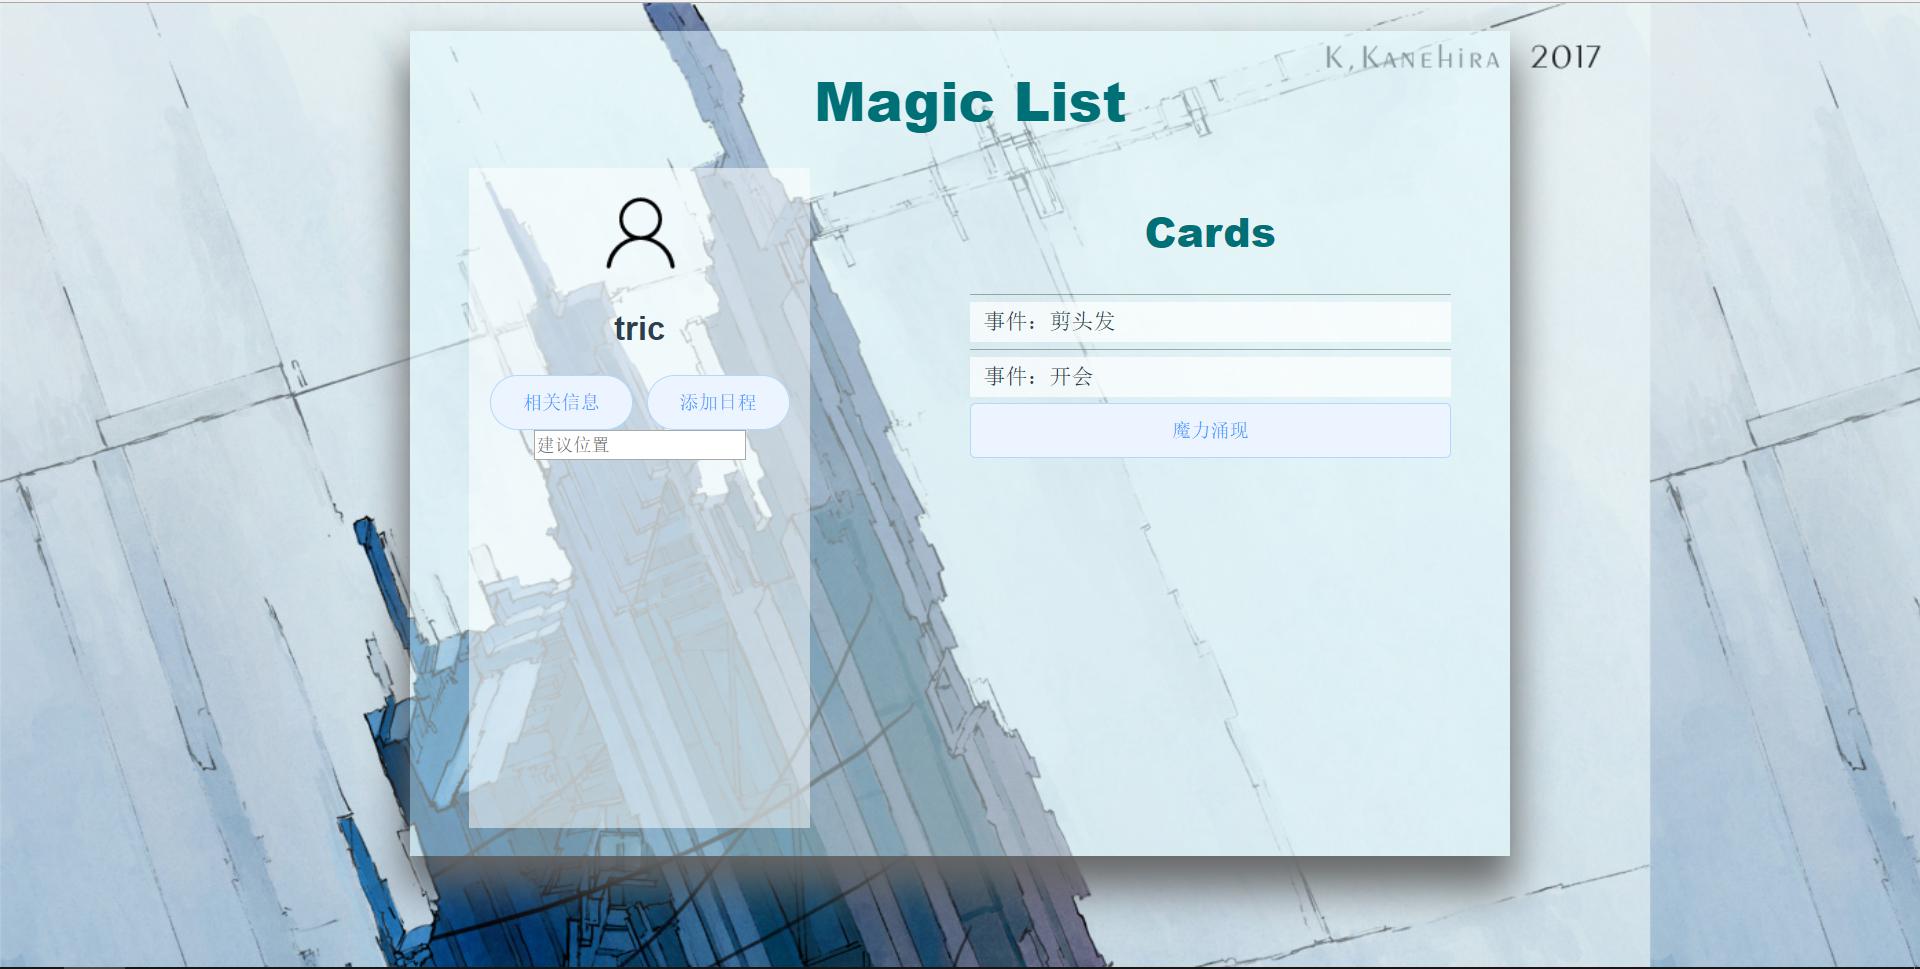 K,KANEHIRA 2017
Magic List
tric
相关信息
添加日程
建议位置
Cards
事件：剪头发
事件：开会
魔力涌现